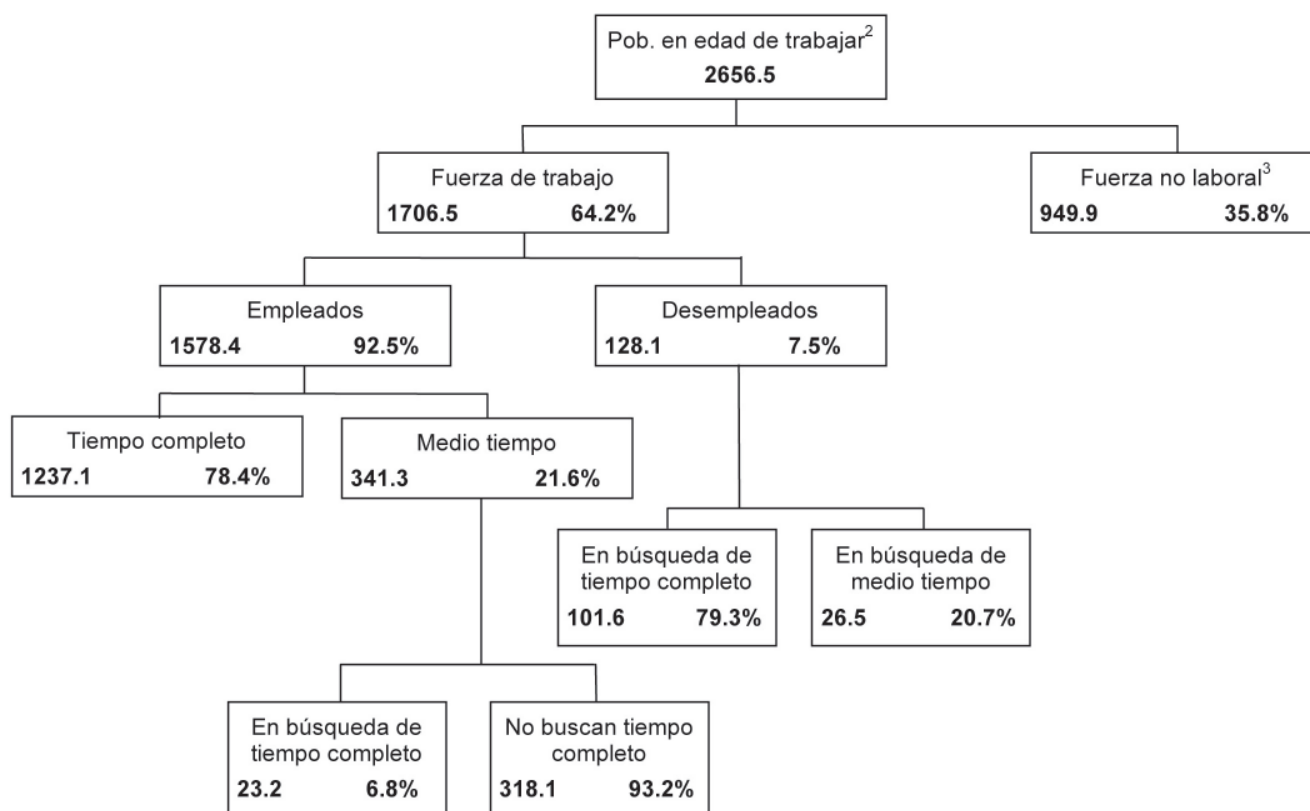 Pob. en edad de trabajar²
2656.5
Fuerza de trabajo
1706.5 64.2%
Fuerza no laboral³
949.9 35.8%
Empleados
1578.4 92.5%
Desempleados
128.1 7.5%
Tiempo completo
1237.1 78.4%
Medio tiempo
341.3 21.6%
En búsqueda de
tiempo completo
101.6 79.3%
En búsqueda de
medio tiempo
26.5 20.7%
En búsqueda de
tiempo completo
23.2 6.8%
No buscan tiempo
completo
318.1 93.2%